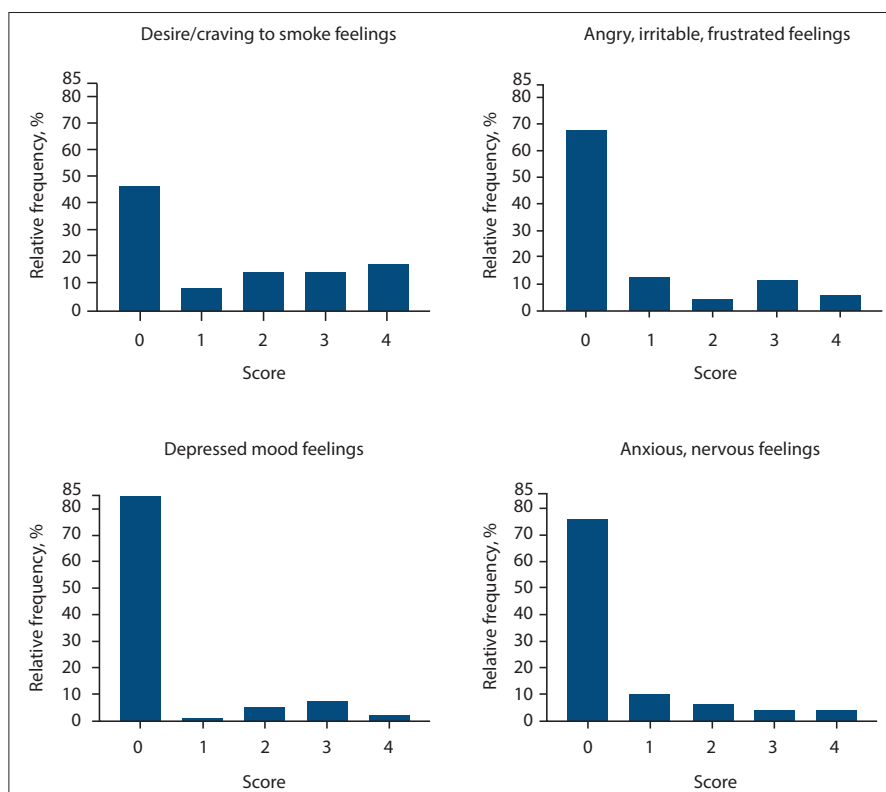 Desire/craving to smoke feelings
Relative frequency, %
85
80
70
60
50
40
30
20
10
0
0 1 2 3 4
Score
Angry, irritable, frustrated feelings
Relative frequency, %
85
80
70
60
50
40
30
20
10
0
0 1 2 3 4
Score
Depressed mood feelings
Relative frequency, %
85
80
70
60
50
40
30
20
10
0
0 1 2 3 4
Score
Anxious, nervous feelings
Relative frequency, %
85
80
70
60
50
40
30
20
10
0
0 1 2 3 4
Score